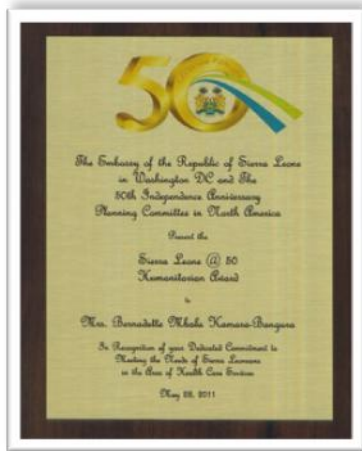 50
The Embassy of the Republic of Sierra Leone
in Washington DC and The
50th Independence Anniversary
Planning Committee in North America
Present the
Sierra Leone @ 50
Humanitarian Award
to
Mrs. Bernadette Mbalu Kamara-Bangura
In Recognition of your Dedicated Commitment to
Meeting the Needs of Sierra Leoneans
in the Area of Health Care Services
May 28, 2011